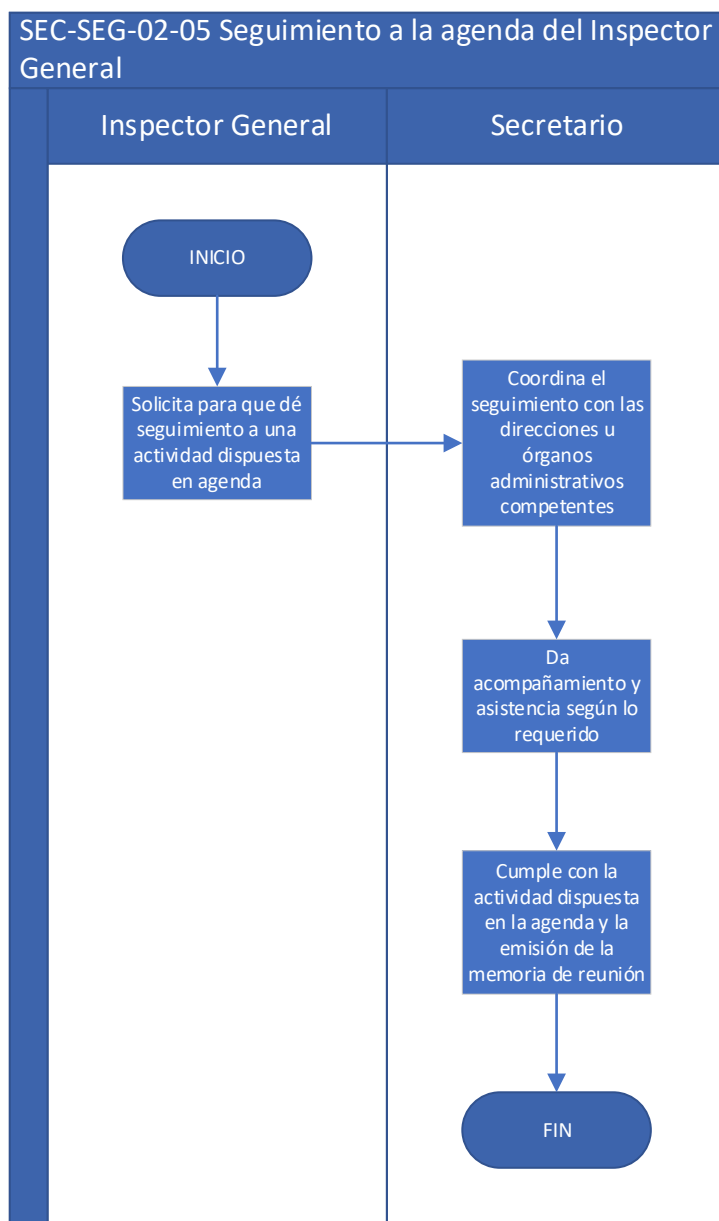 SEC-SEG-02-05 Seguimiento a la agenda del Inspector
General
Inspector General
Secretario
INICIO
Solicita para que dé
seguimiento a una
actividad dispuesta
en agenda
Coordina el
seguimiento con las
direcciones u
órganos
administrativos
competentes
Da
acompañamiento y
asistencia según lo
requerido
Cumple con la
actividad dispuesta
en la agenda y la
emisión de la
memoria de reunión
FIN